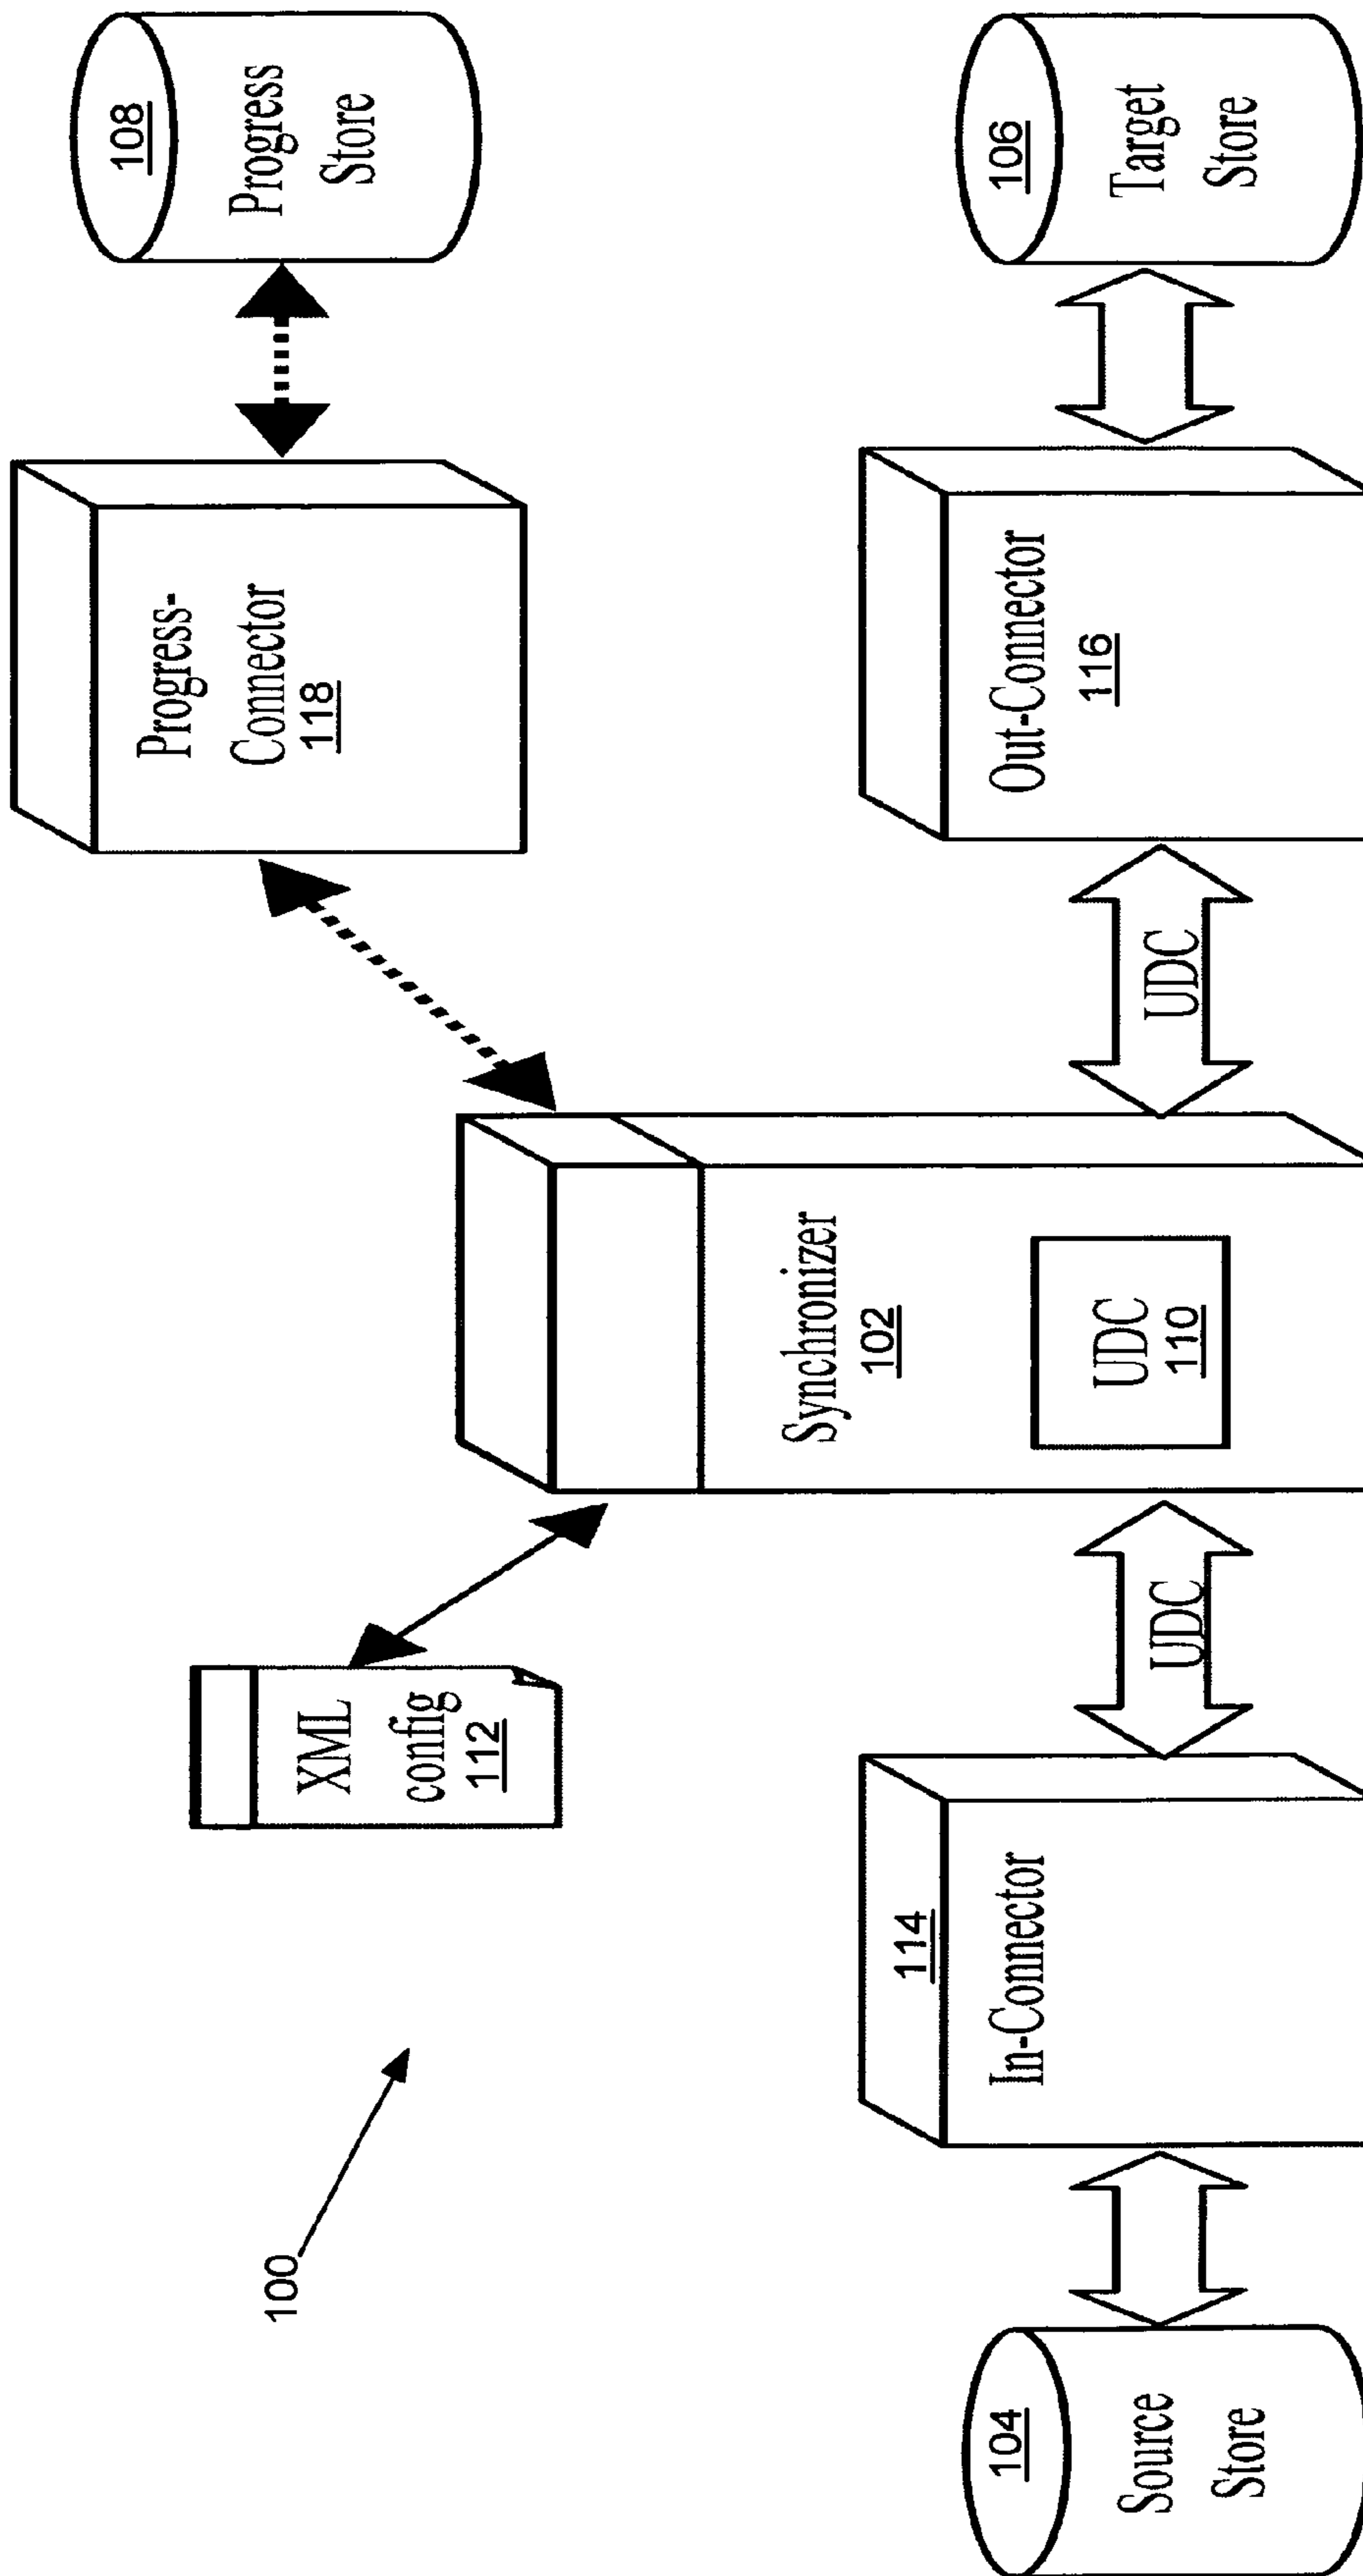 100
XML
config
112
Progress-
Connector
118
108
Progress
Store
104
Source
Store
114
In-Connector
UDC
Synchronizer
102
UDC
110
UDC
Out-Connector
116
106
Target
Store